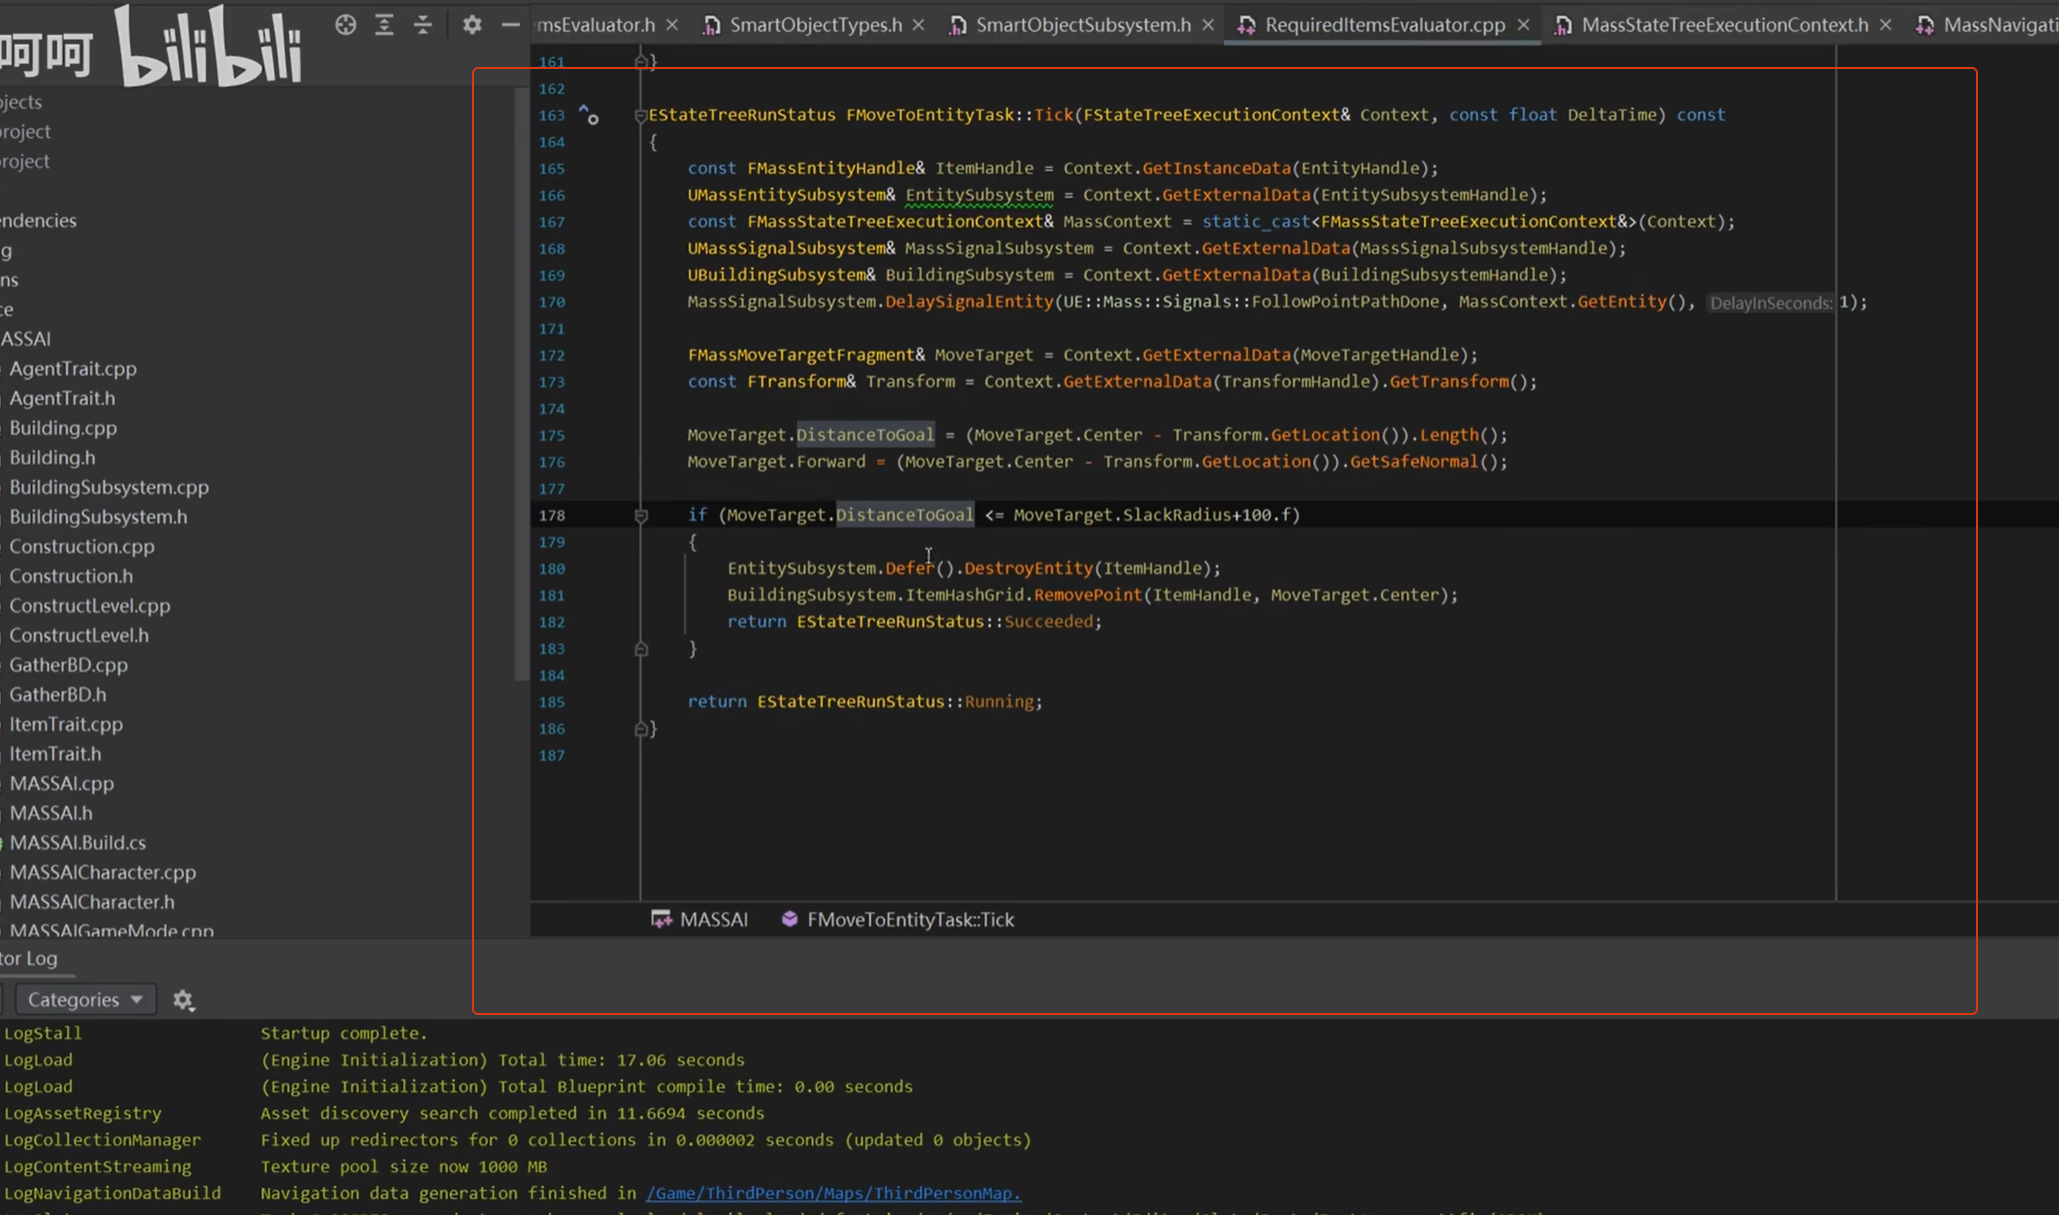 呵呵 bilibili
msEvaluator.h
SmartObjectTypes.h
SmartObjectSubsystem.h
RequiredItemsEvaluator.cpp
MassStateTreeExecutionContext.h
MassNavigati
ojects
project
project
endencies
g
ns
ce
ASSAI
AgentTrait.cpp
AgentTrait.h
Building.cpp
Building.h
BuildingSubsystem.cpp
BuildingSubsystem.h
Construction.cpp
Construction.h
ConstructLevel.cpp
ConstructLevel.h
GatherBD.cpp
GatherBD.h
ItemTrait.cpp
ItemTrait.h
MASSAI.cpp
MASSAI.h
MASSAI.Build.cs
MASSAICharacter.cpp
MASSAICharacter.h
MASSAIGameMode.cpp
161 }
162
163 EStateTreeRunStatus FMoveToEntityTask::Tick(FStateTreeExecutionContext& Context, const float DeltaTime) const
164 {
165 const FMassEntityHandle& ItemHandle = Context.GetInstanceData(EntityHandle);
166 UMassEntitySubsystem& EntitySubsystem = Context.GetExternalData(EntitySubsystemHandle);
167 const FMassStateTreeExecutionContext& MassContext = static_cast<FMassStateTreeExecutionContext&>(Context);
168 UMassSignalSubsystem& MassSignalSubsystem = Context.GetExternalData(MassSignalSubsystemHandle);
169 UBuildingSubsystem& BuildingSubsystem = Context.GetExternalData(BuildingSubsystemHandle);
170 MassSignalSubsystem.DelaySignalEntity(UE::Mass::Signals::FollowPointPathDone, MassContext.GetEntity(), DelayInSeconds: 1);
171
172 FMassMoveTargetFragment& MoveTarget = Context.GetExternalData(MoveTargetHandle);
173 const FTransform& Transform = Context.GetExternalData(TransformHandle).GetTransform();
174
175 MoveTarget.DistanceToGoal = (MoveTarget.Center - Transform.GetLocation()).Length();
176 MoveTarget.Forward = (MoveTarget.Center - Transform.GetLocation()).GetSafeNormal();
177
178 if (MoveTarget.DistanceToGoal <= MoveTarget.SlackRadius+100.f)
179 {
180 EntitySubsystem.Defer().DestroyEntity(ItemHandle);
181 BuildingSubsystem.ItemHashGrid.RemovePoint(ItemHandle, MoveTarget.Center);
182 return EStateTreeRunStatus::Succeeded;
183 }
184
185 return EStateTreeRunStatus::Running;
186 }
187
MASSAI FMoveToEntityTask::Tick
tor Log
Categories
LogStall Startup complete.
LogLoad (Engine Initialization) Total time: 17.06 seconds
LogLoad (Engine Initialization) Total Blueprint compile time: 0.00 seconds
LogAssetRegistry Asset discovery search completed in 11.6694 seconds
LogCollectionManager Fixed up redirectors for 0 collections in 0.000002 seconds (updated 0 objects)
LogContentStreaming Texture pool size now 1000 MB
LogNavigationDataBuild Navigation data generation finished in /Game/ThirdPerson/Maps/ThirdPersonMap.